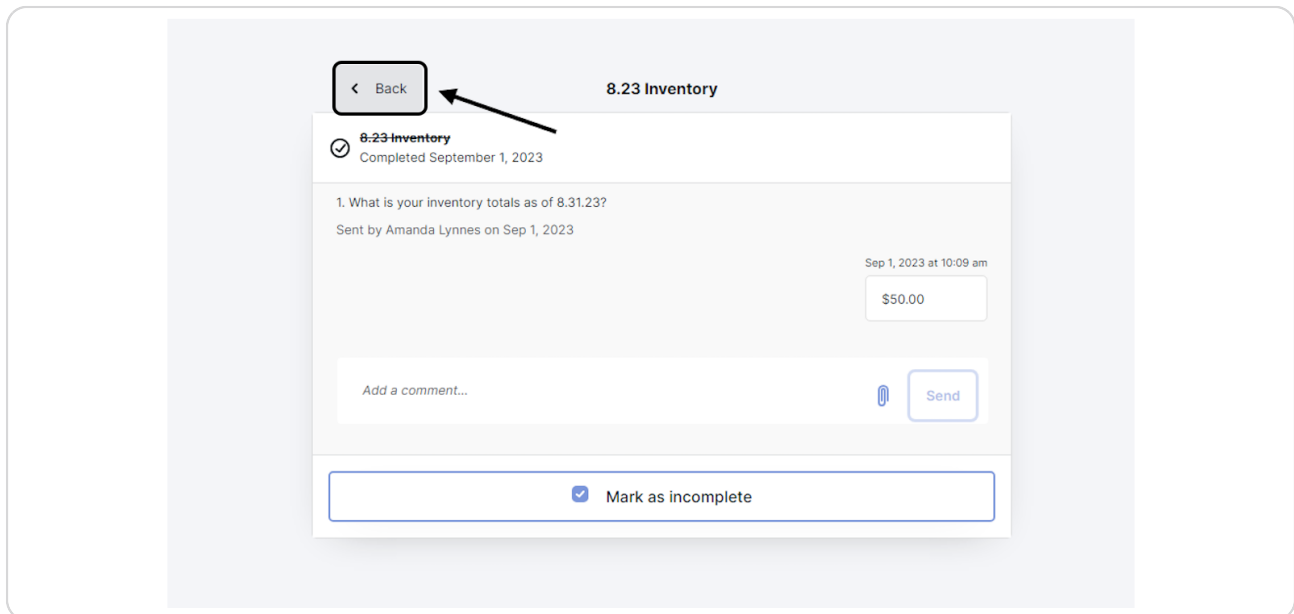 Back
8.23 Inventory
8.23 Inventory
Completed September 1, 2023
1. What is your inventory totals as of 8.31.23?
Sent by Amanda Lynnes on Sep 1, 2023
Sep 1, 2023 at 10:09 am
$50.00
Add a comment...
Send
Mark as incomplete